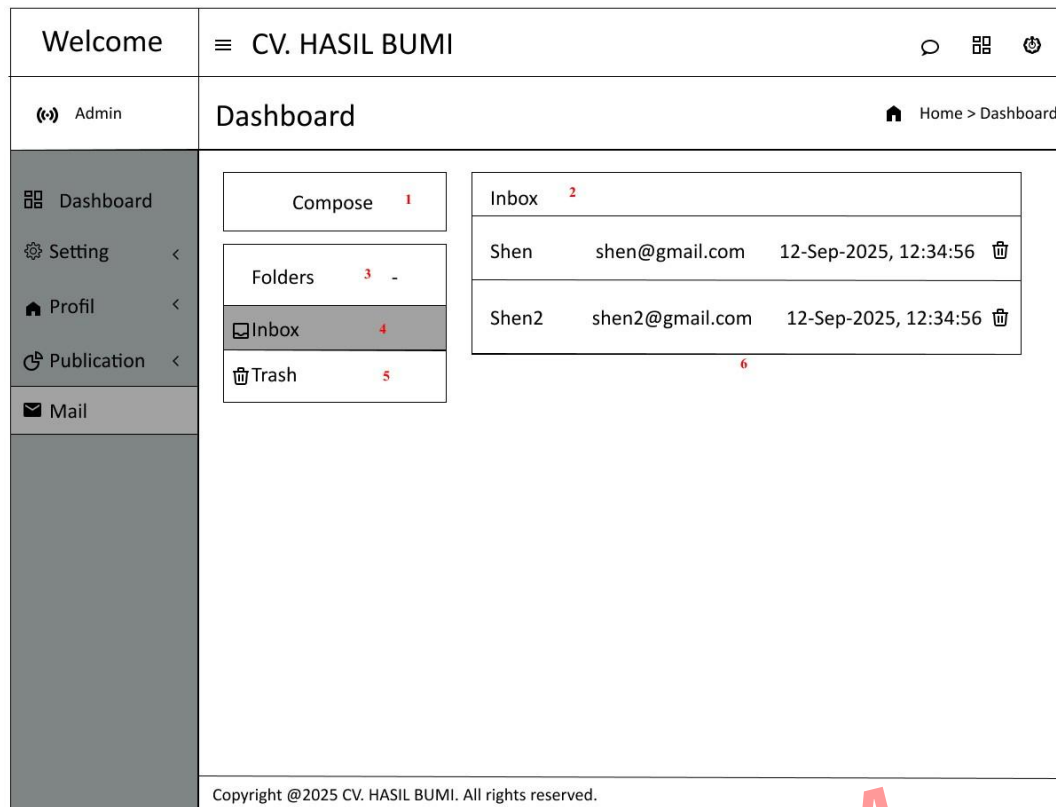 Welcome
CV. HASIL BUMI
Admin
Dashboard
Home > Dashboard
Dashboard
Setting <
Profil <
Publication <
Mail
Compose 1
Folders 3 -
Inbox 4
Trash 5
Inbox 2
Shen shen@gmail.com 12-Sep-2025, 12:34:56
Shen2 shen2@gmail.com 12-Sep-2025, 12:34:56
6
Copyright @2025 CV. HASIL BUMI. All rights reserved.